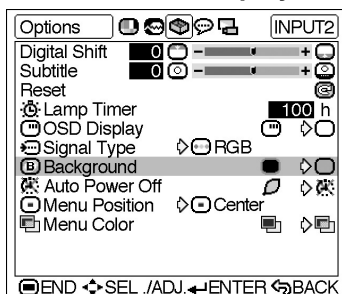 Options INPUT2
Digital Shift 0 - +
Subtitle 0 - +
Reset
Lamp Timer 100 h
OSD Display
Signal Type RGB
B Background
Auto Power Off
Menu Position Center
Menu Color
END SEL./ADJ. ENTER BACK